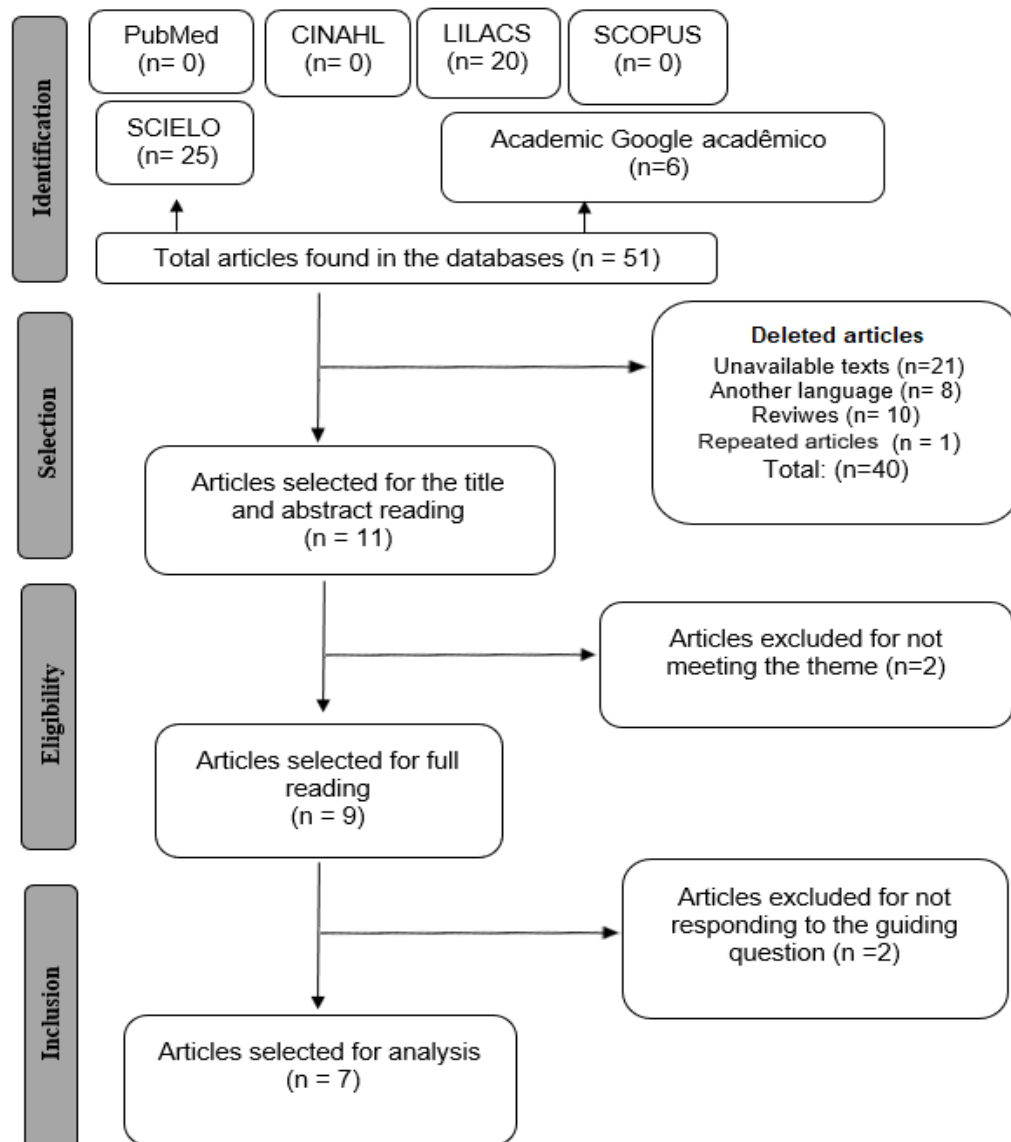 Identification
PubMed
(n= 0)
CINAHL
(n= 0)
LILACS
(n= 20)
SCOPUS
(n= 0)
SCIELO
(n= 25)
Academic Google acadêmico
(n=6)
Total articles found in the databases (n = 51)
Selection
Deleted articles
Unavailable texts (n=21)
Another language (n= 8)
Reviwes (n= 10)
Repeated articles (n = 1)
Total: (n=40)
Articles selected for the title
and abstract reading
(n = 11)
Eligibility
Articles excluded for not
meeting the theme (n=2)
Articles selected for full
reading
(n = 9)
Inclusion
Articles excluded for not
responding to the guiding
question (n =2)
Articles selected for analysis
(n = 7)